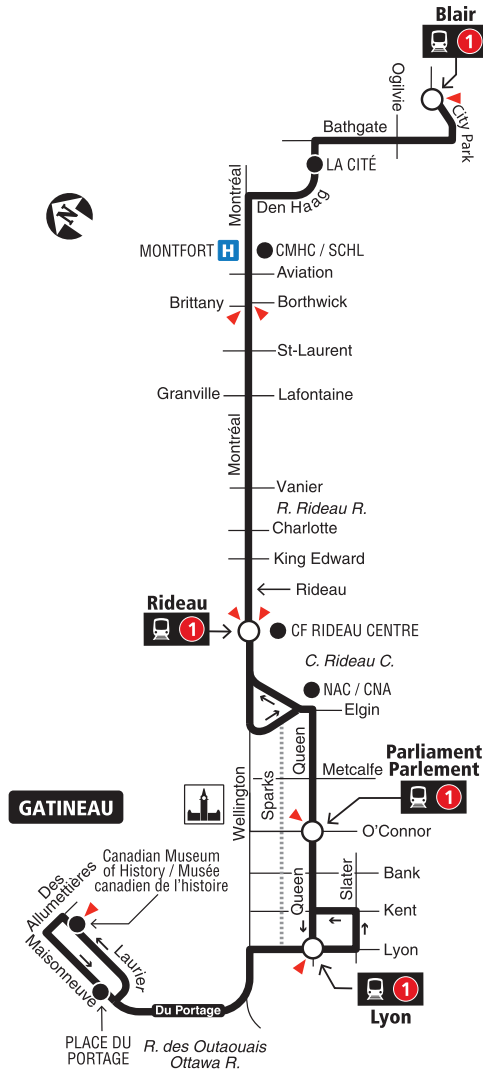 Blair
1
Ogilvie
City Park
Bathgate
LA CITÉ
Montréal
Den Haag
N
MONTFORT H
CMHC / SCHL
Aviation
Brittany
Borthwick
St-Laurent
Granville
Lafontaine
Montréal
Vanier
R. Rideau R.
Charlotte
King Edward
Rideau
Rideau
1
CF RIDEAU CENTRE
C. Rideau C.
NAC / CNA
Elgin
Queen
Wellington
Sparks
Metcalfe
Parliament
Parlement
1
GATINEAU
O'Connor
Canadian Museum
of History / Musée
canadien de l'histoire
Des
Allumettières
Bank
Slater
Queen
Kent
Laurier
Maisonneuve
Lyon
1
Lyon
Du Portage
PLACE DU
PORTAGE
R. des Outaouais
Ottawa R.